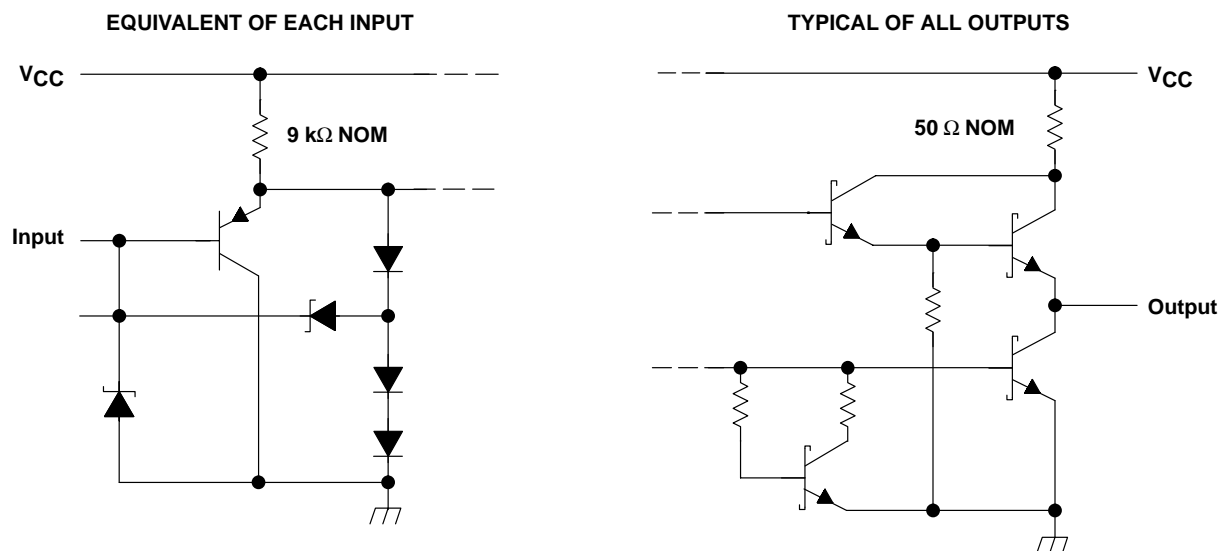 EQUIVALENT OF EACH INPUT
VCC
9 kΩ NOM
Input
TYPICAL OF ALL OUTPUTS
VCC
50 Ω NOM
Output